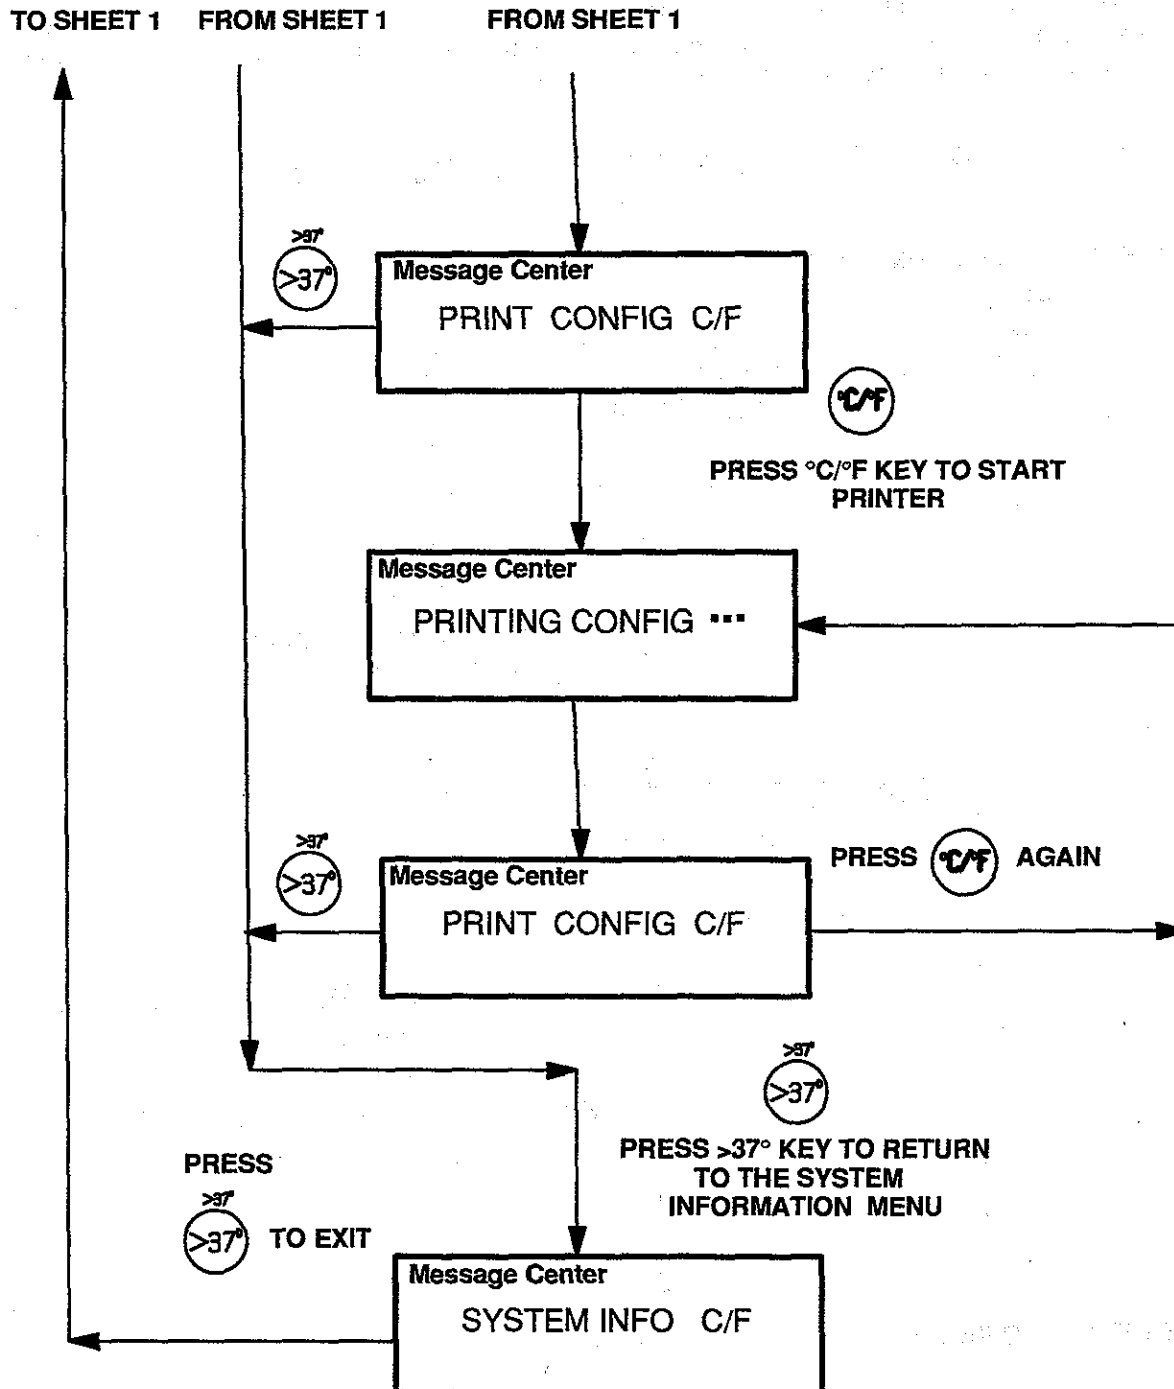 TO SHEET 1 FROM SHEET 1 FROM SHEET 1
>37°
>37°
Message Center
PRINT CONFIG C/F
°C/°F
PRESS °C/°F KEY TO START
PRINTER
Message Center
PRINTING CONFIG ...
>37°
>37°
PRESS °C/°F AGAIN
Message Center
PRINT CONFIG C/F
>37°
>37°
PRESS >37° KEY TO RETURN
TO THE SYSTEM
INFORMATION MENU
PRESS
>37°
>37° TO EXIT
Message Center
SYSTEM INFO C/F